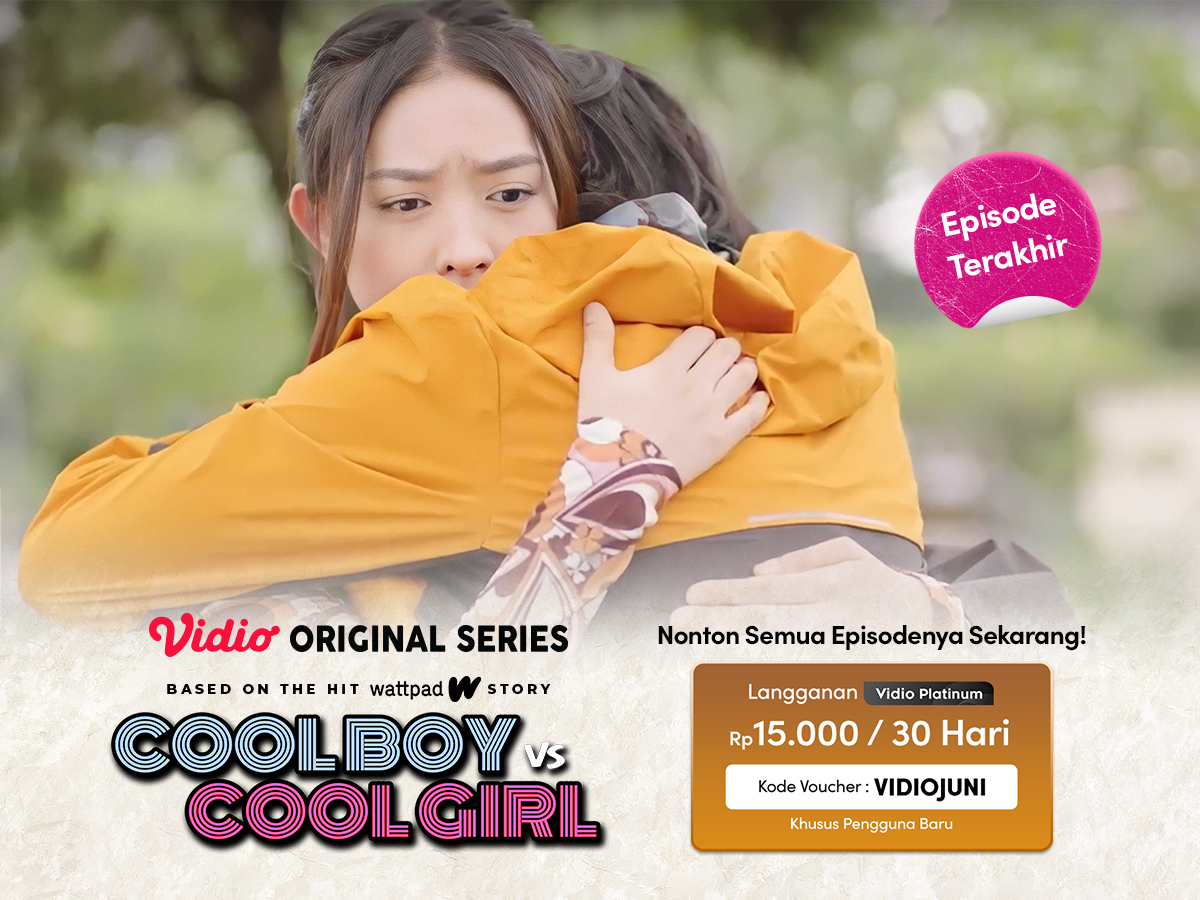 Episode
Terakhir
Vidio ORIGINAL SERIES
BASED ON THE HIT wattpad W STORY
COOL BOY VS
COOL GIRL
Nonton Semua Episodenya Sekarang!
Langganan Vidio Platinum
Rp15.000 / 30 Hari
Kode Voucher : VIDIOJUNI
Khusus Pengguna Baru